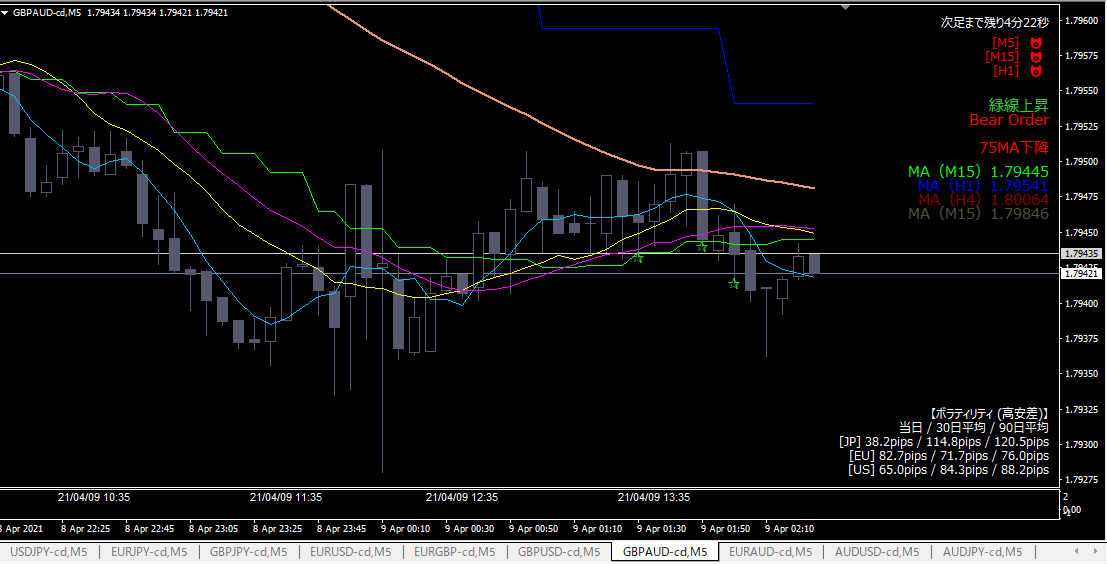 GBPAUD-cd,M5 1.79434 1.79434 1.79421 1.79421
次足まで残り4分22秒
[M5]
[M15]
[H1]
緑線上昇
Bear Order
75MA下降
MA（M15）1.79445
MA（H1）1.79541
MA（H4）1.80064
MA（M15）1.79846
1.79600
1.79575
1.79550
1.79525
1.79500
1.79475
1.79450
1.79435
1.79421
1.79400
1.79375
1.79350
1.79325
1.79300
1.79275
【ボラティリティ (高安差)】
当日 / 30日平均 / 90日平均
[JP] 38.2pips / 114.8pips / 120.5pips
[EU] 82.7pips / 71.7pips / 76.0pips
[US] 65.0pips / 84.3pips / 88.2pips
21/04/09 10:35 21/04/09 11:35 21/04/09 12:35 21/04/09 13:35
2
0.00
8 Apr 2021 8 Apr 22:25 8 Apr 22:45 8 Apr 23:05 8 Apr 23:25 8 Apr 23:45 9 Apr 00:10 9 Apr 00:30 9 Apr 00:50 9 Apr 01:10 9 Apr 01:30 9 Apr 01:50 9 Apr 02:10
USDJPY-cd,M5 EURJPY-cd,M5 GBPJPY-cd,M5 EURUSD-cd,M5 EURGBP-cd,M5 GBPUSD-cd,M5 GBPAUD-cd,M5 EURAUD-cd,M5 AUDUSD-cd,M5 AUDJPY-cd,M5